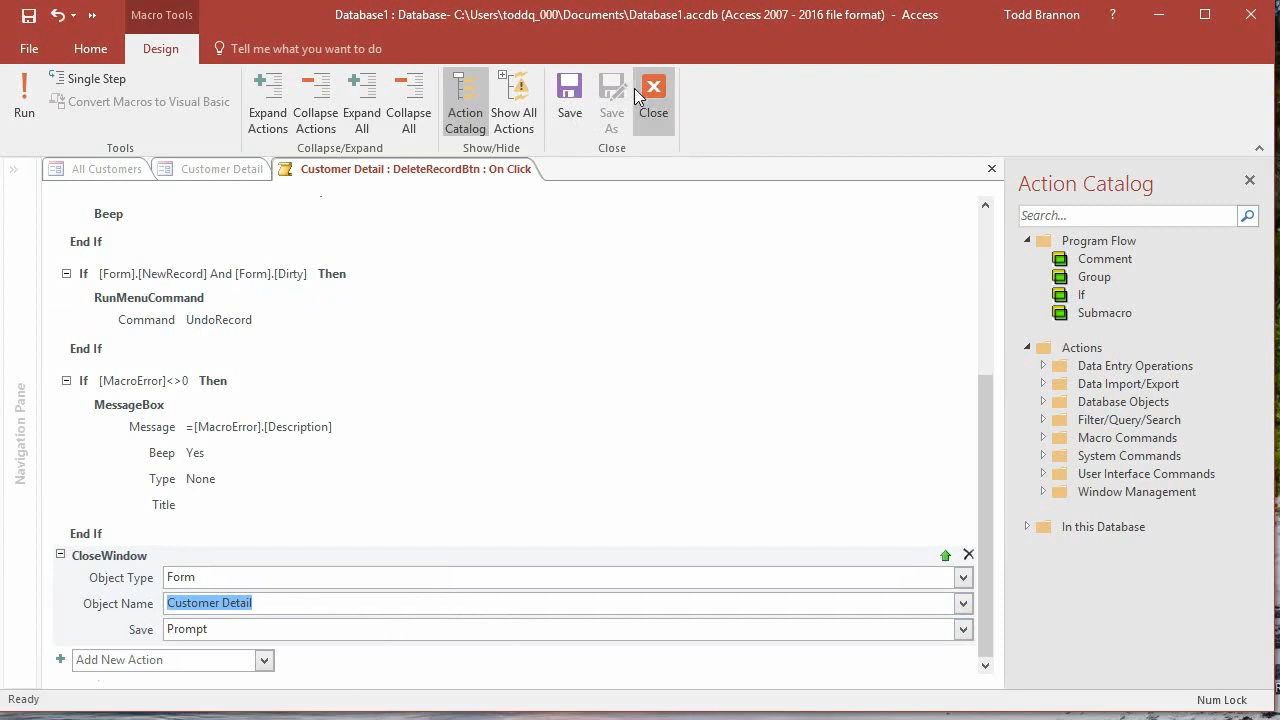 Macro Tools
Database1 : Database- C:\Users\toddq_000\Documents\Database1.accdb (Access 2007 - 2016 file format) - Access
Todd Brannon
?
File
Home
Design
Tell me what you want to do
Run
Single Step
Convert Macros to Visual Basic
Tools
Expand Actions
Collapse Actions
Expand All
Collapse All
Collapse/Expand
Action Catalog
Show All Actions
Show/Hide
Save
Save As
Close
Close
All Customers
Customer Detail
Customer Detail : DeleteRecordBtn : On Click
Navigation Pane
Beep
End If
If [Form].[NewRecord] And [Form].[Dirty] Then
RunMenuCommand
Command UndoRecord
End If
If [MacroError]<>0 Then
MessageBox
Message =[MacroError].[Description]
Beep Yes
Type None
Title
End If
CloseWindow
Object Type Form
Object Name Customer Detail
Save Prompt
Add New Action
Action Catalog
Search...
Program Flow
Comment
Group
If
Submacro
Actions
Data Entry Operations
Data Import/Export
Database Objects
Filter/Query/Search
Macro Commands
System Commands
User Interface Commands
Window Management
In this Database
Ready
Num Lock